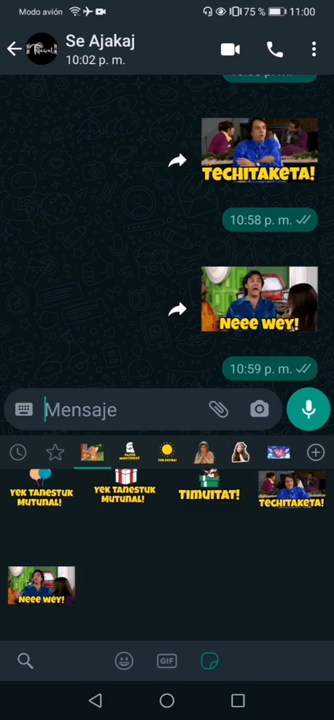 Modo avión 75 % 11:00
Se Ajakaj
10:02 p. m.
TECHITAKETA!
10:58 p. m.
NEEE WEY!
10:59 p. m.
Mensaje
YEK TANESTUK MUTUNAL!
YEK TANESTUK MUTUNAL!
TIMUITAT!
TECHITAKETA!
NEEE WEY!
GIF